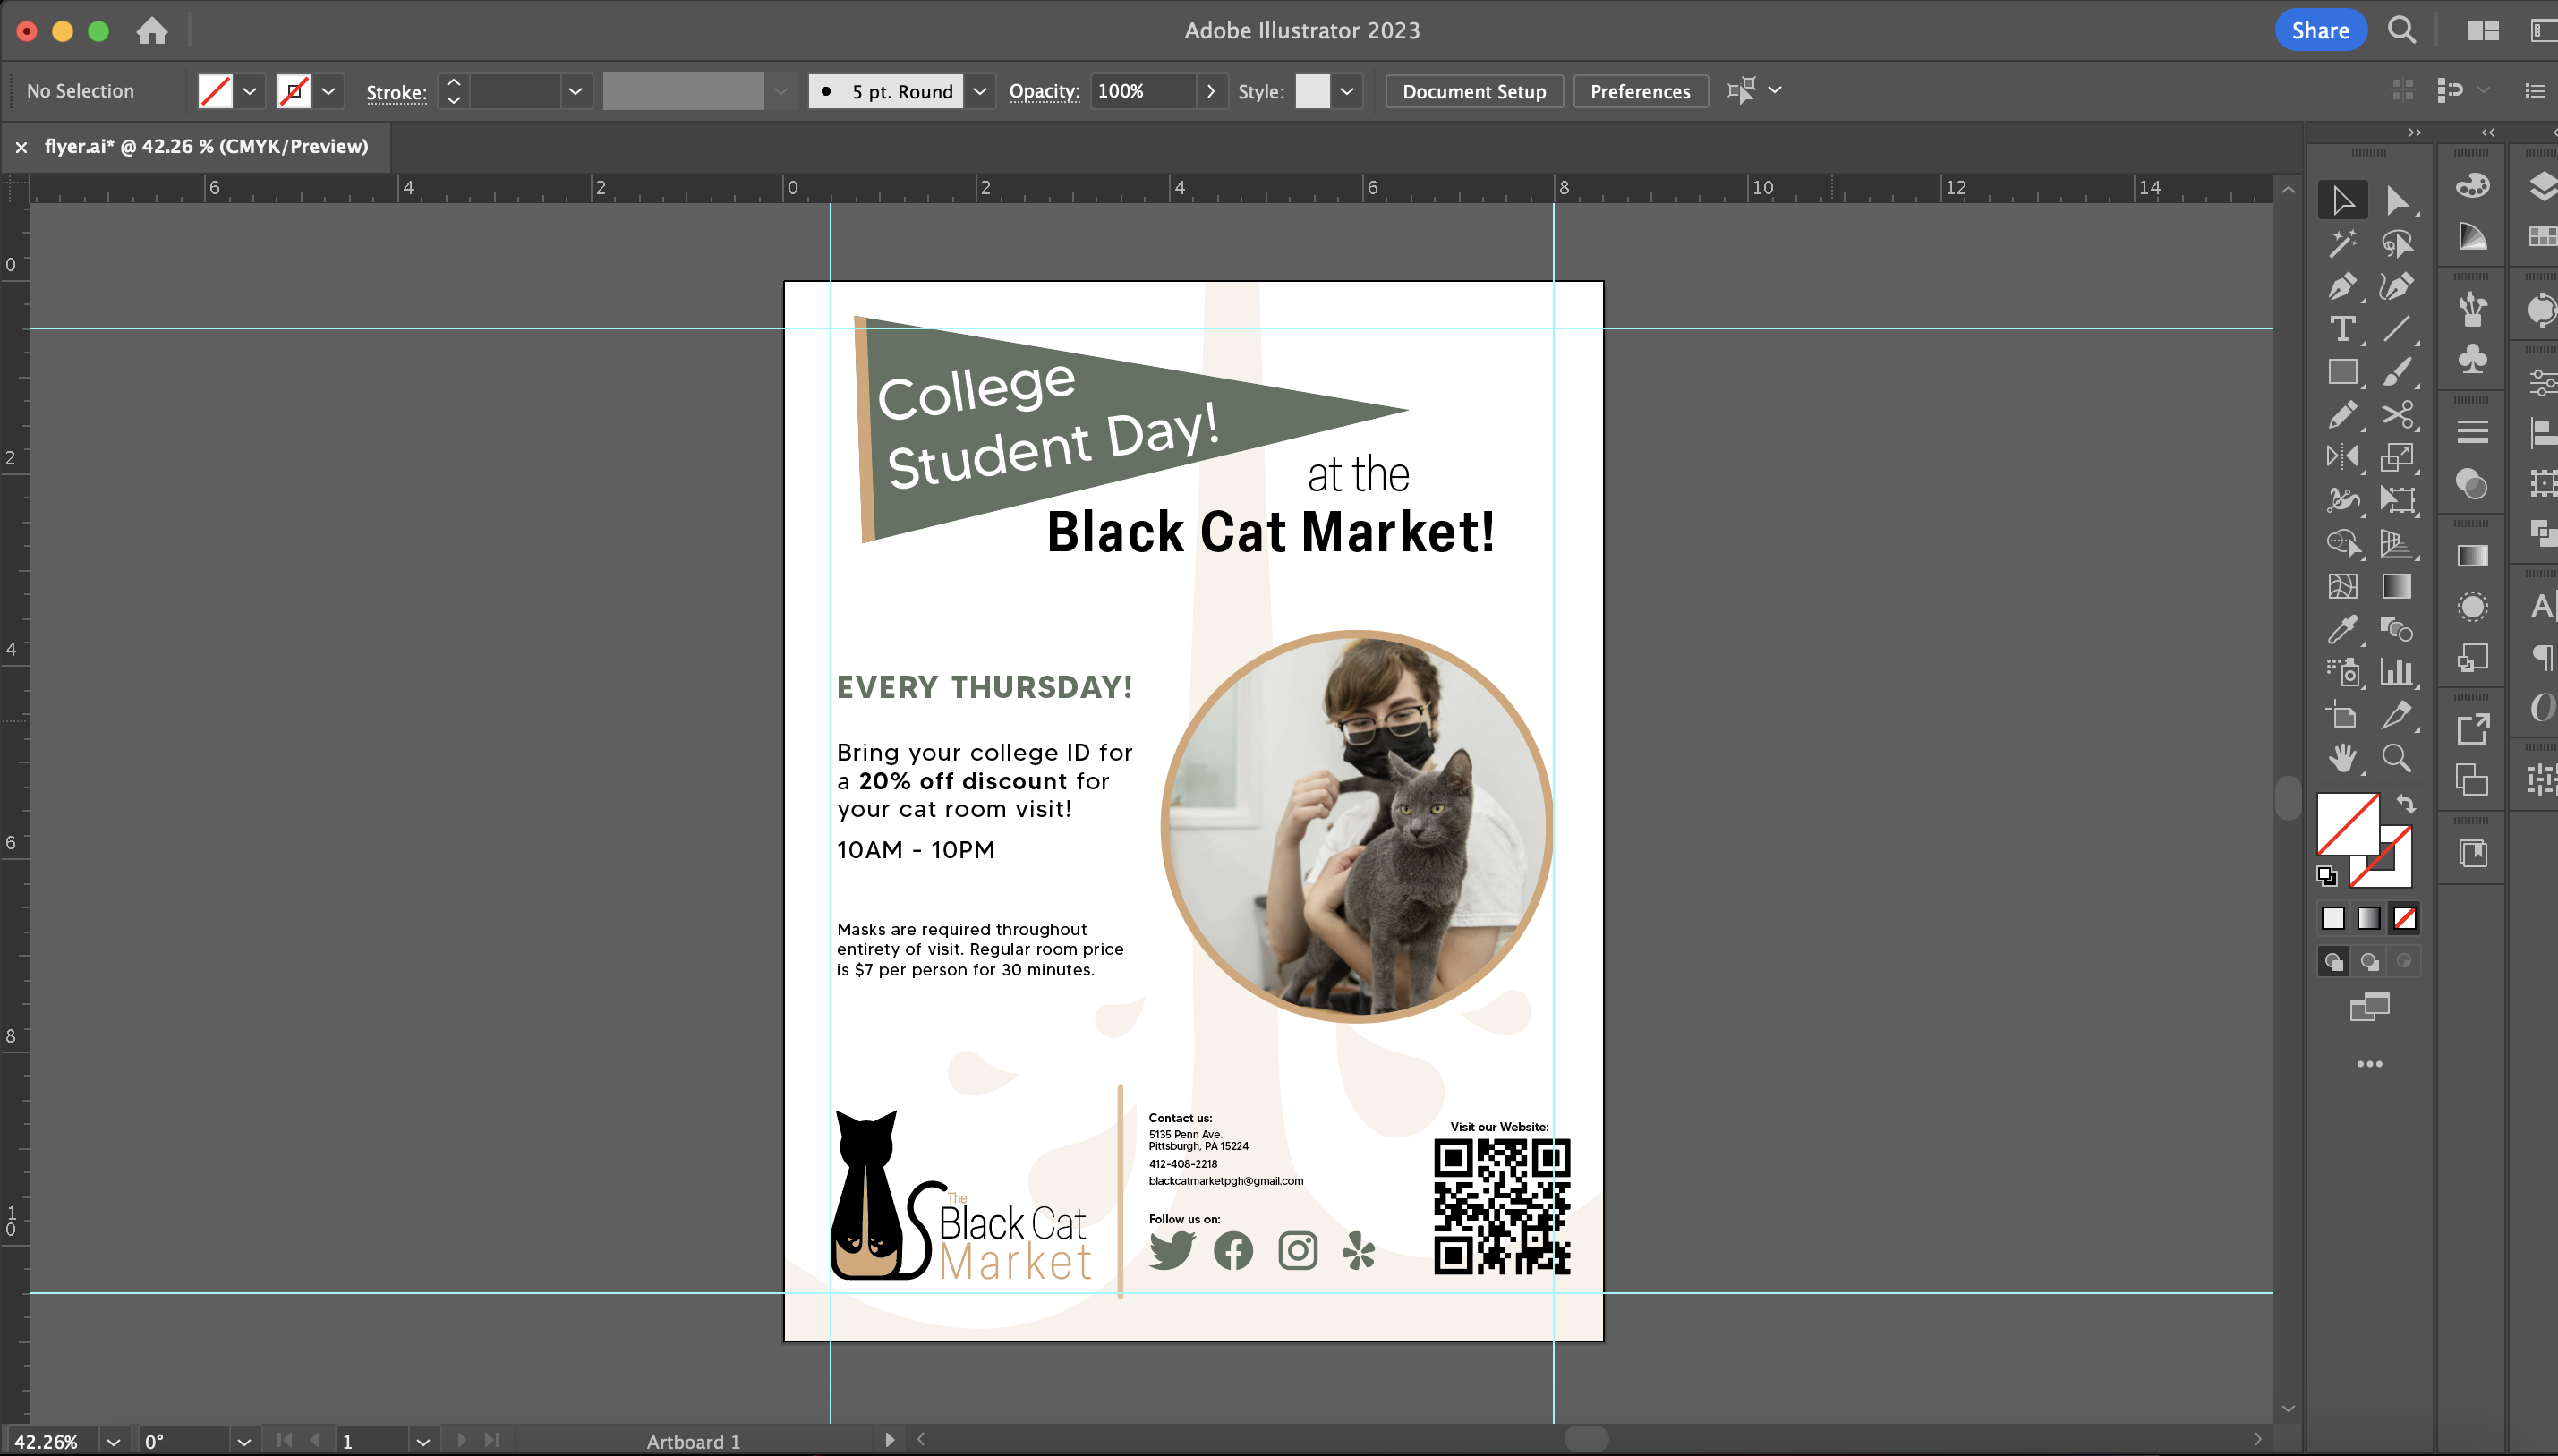 Adobe Illustrator 2023
Share
No Selection
Stroke:
5 pt. Round
Opacity:
100%
Style:
Document Setup
Preferences
× flyer.ai* @ 42.26 % (CMYK/Preview)
6 4 2 0 2 4 6 8 10 12 14
0
2
4
6
8
10
College
Student Day!
at the
Black Cat Market!
EVERY THURSDAY!
Bring your college ID for
a 20% off discount for
your cat room visit!
10AM - 10PM
Masks are required throughout
entirety of visit. Regular room price
is $7 per person for 30 minutes.
The
Black Cat
Market
Contact us:
5135 Penn Ave.
Pittsburgh, PA 15224
412-408-2218
blackcatmarketpgh@gmail.com
Follow us on:
Visit our Website:
42.26%
0°
1
Artboard 1